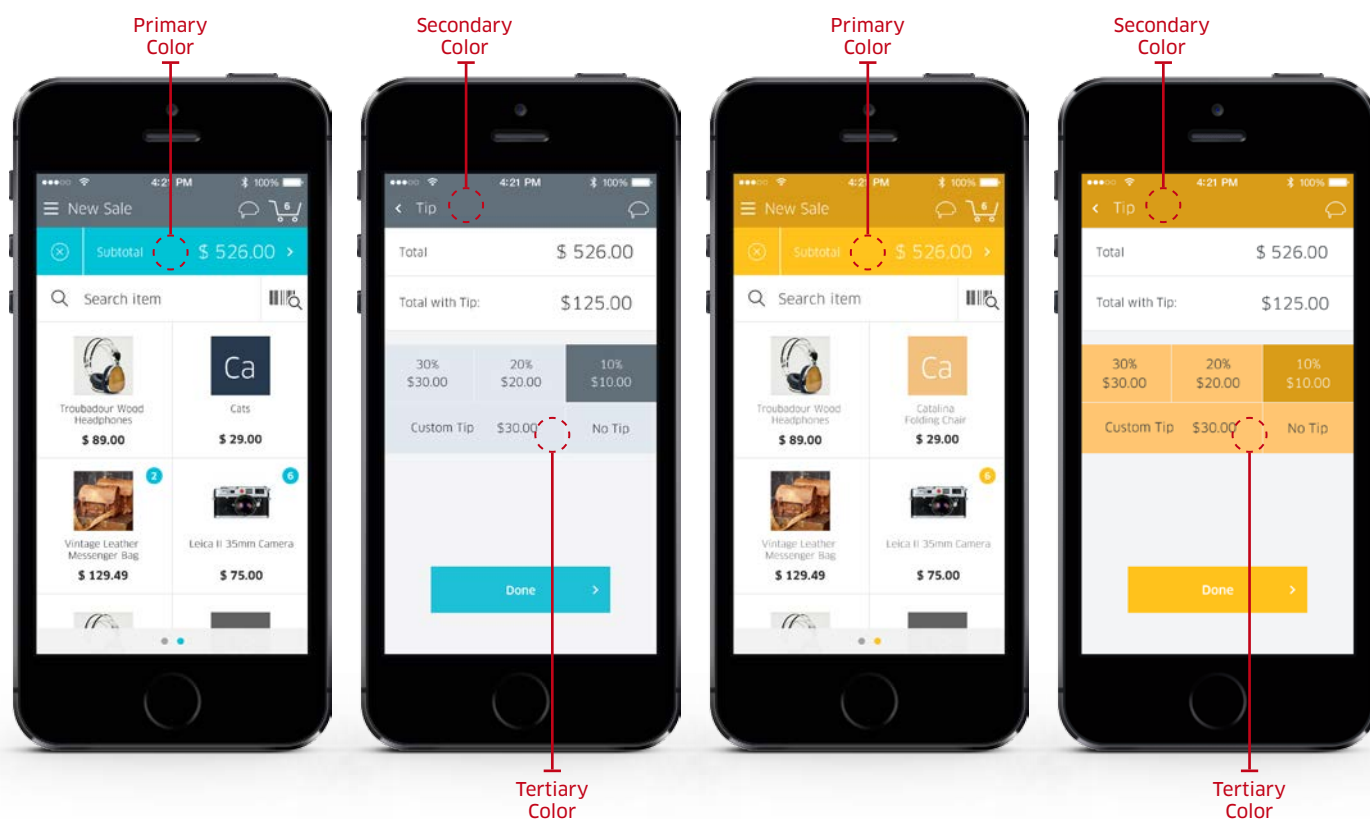 Primary
Color
Secondary
Color
Primary
Color
Secondary
Color
4:21 PM
100%
New Sale
6
Subtotal
$ 526.00
Search item
Ca
Troubadour Wood
Headphones
$ 89.00
Cats
$ 29.00
2
6
Vintage Leather
Messenger Bag
$ 129.49
Leica II 35mm Camera
$ 75.00
4:21 PM
100%
Tip
Total
$ 526.00
Total with Tip:
$125.00
30%
$30.00
20%
$20.00
10%
$10.00
Custom Tip
$30.00
No Tip
Done
4:21 PM
100%
New Sale
6
Subtotal
$ 526.00
Search item
Ca
Troubadour Wood
Headphones
$ 89.00
Catalina
Folding Chair
$ 29.00
6
Vintage Leather
Messenger Bag
$ 129.49
Leica II 35mm Camera
$ 75.00
4:21 PM
100%
Tip
Total
$ 526.00
Total with Tip:
$125.00
30%
$30.00
20%
$20.00
10%
$10.00
Custom Tip
$30.00
No Tip
Done
Tertiary
Color
Tertiary
Color